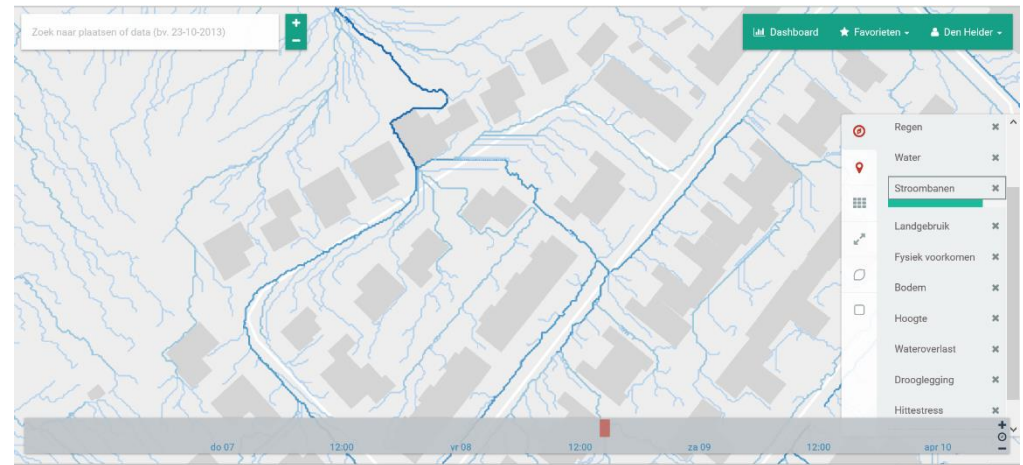 Zoek naar plaatsen of data (bv. 23-10-2013)
Dashboard Favorieten Den Helder
Regen
Water
Stroombanen
Landgebruik
Fysiek voorkomen
Bodem
Hoogte
Wateroverlast
Drooglegging
Hittestress
do 07 12:00 vr 08 12:00 za 09 12:00 apr 10